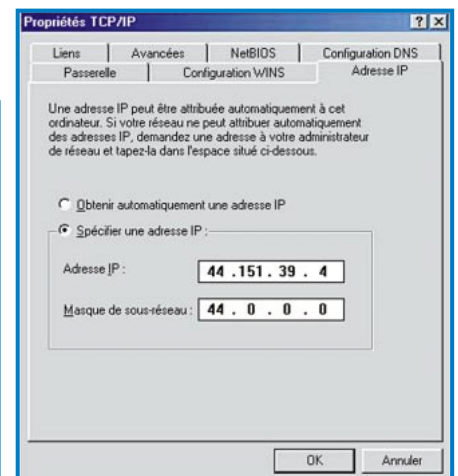 Propriétés TCP/IP
Liens Avancées NetBIOS Configuration DNS
Passerelle Configuration WINS Adresse IP
Une adresse IP peut être attribuée automatiquement à cet
ordinateur. Si votre réseau ne peut attribuer automatiquement
des adresses IP, demandez une adresse à votre administrateur
de réseau et tapez-la dans l'espace situé ci-dessous.
Obtenir automatiquement une adresse IP
Spécifier une adresse IP :
Adresse IP : 44 .151 . 39 . 4
Masque de sous-réseau : 44 . 0 . 0 . 0
OK Annuler